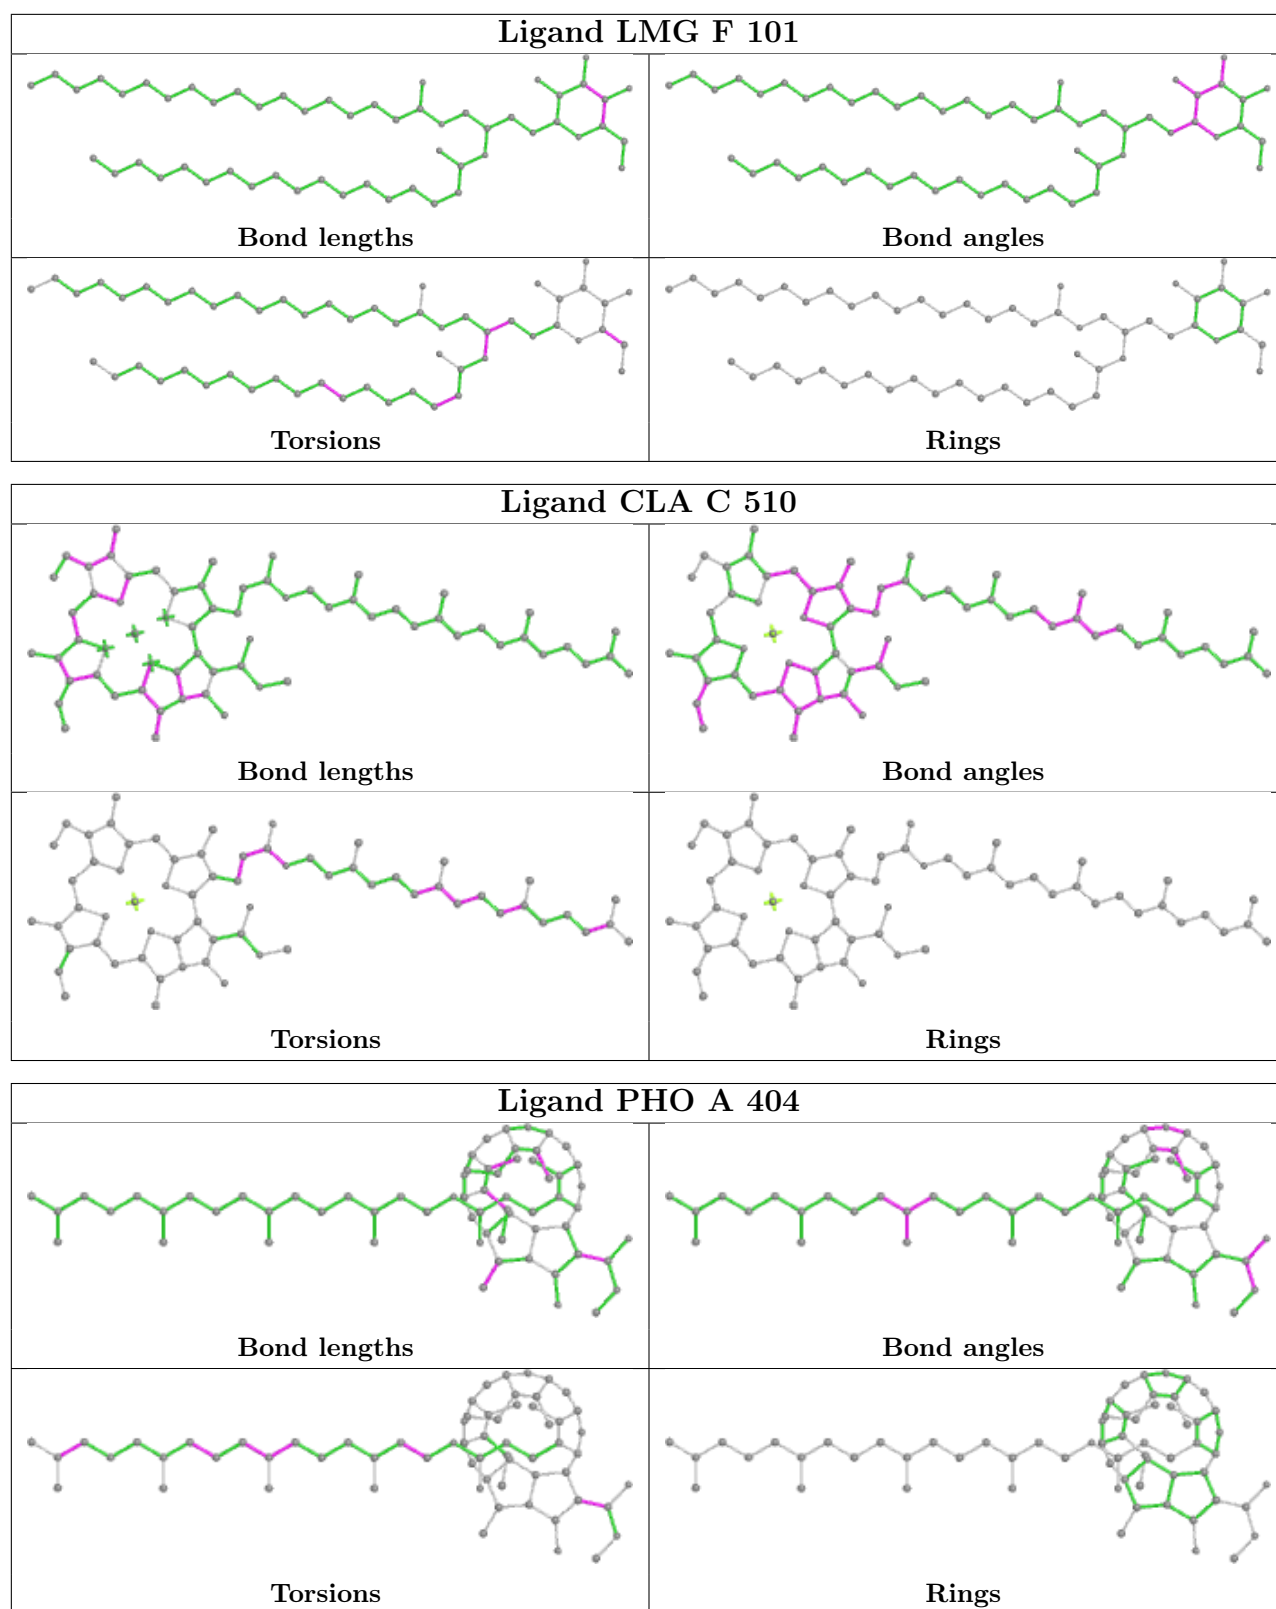 Ligand LMG F 101
Bond lengths
Bond angles
Torsions
Rings
Ligand CLA C 510
Bond lengths
Bond angles
Torsions
Rings
Ligand PHO A 404
Bond lengths
Bond angles
Torsions
Rings